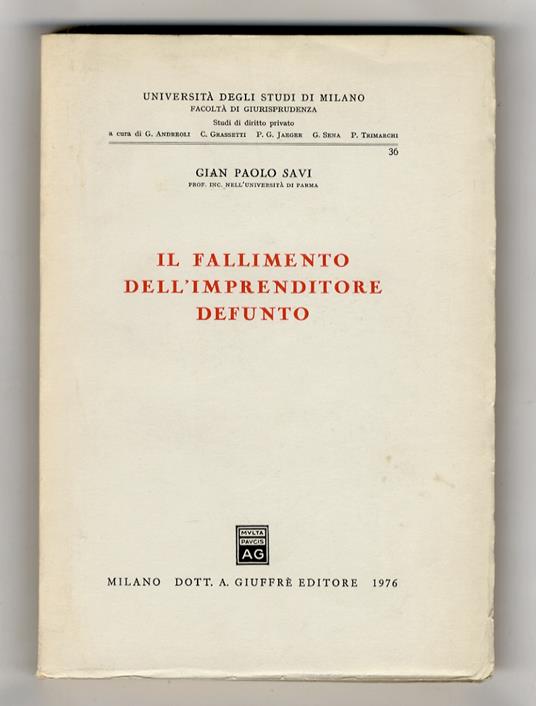 UNIVERSITÀ DEGLI STUDI DI MILANO
FACOLTÀ DI GIURISPRUDENZA
Studi di diritto privato
a cura di G. ANDREOLI C. GRASSETTI P. G. JAEGER G. SENA P. TRIMARCHI
36
GIAN PAOLO SAVI
PROF. INC. NELL'UNIVERSITÀ DI PARMA
IL FALLIMENTO
DELL'IMPRENDITORE
DEFUNTO
MVLTA
PAVCIS
AG
MILANO DOTT. A. GIUFFRÈ EDITORE 1976